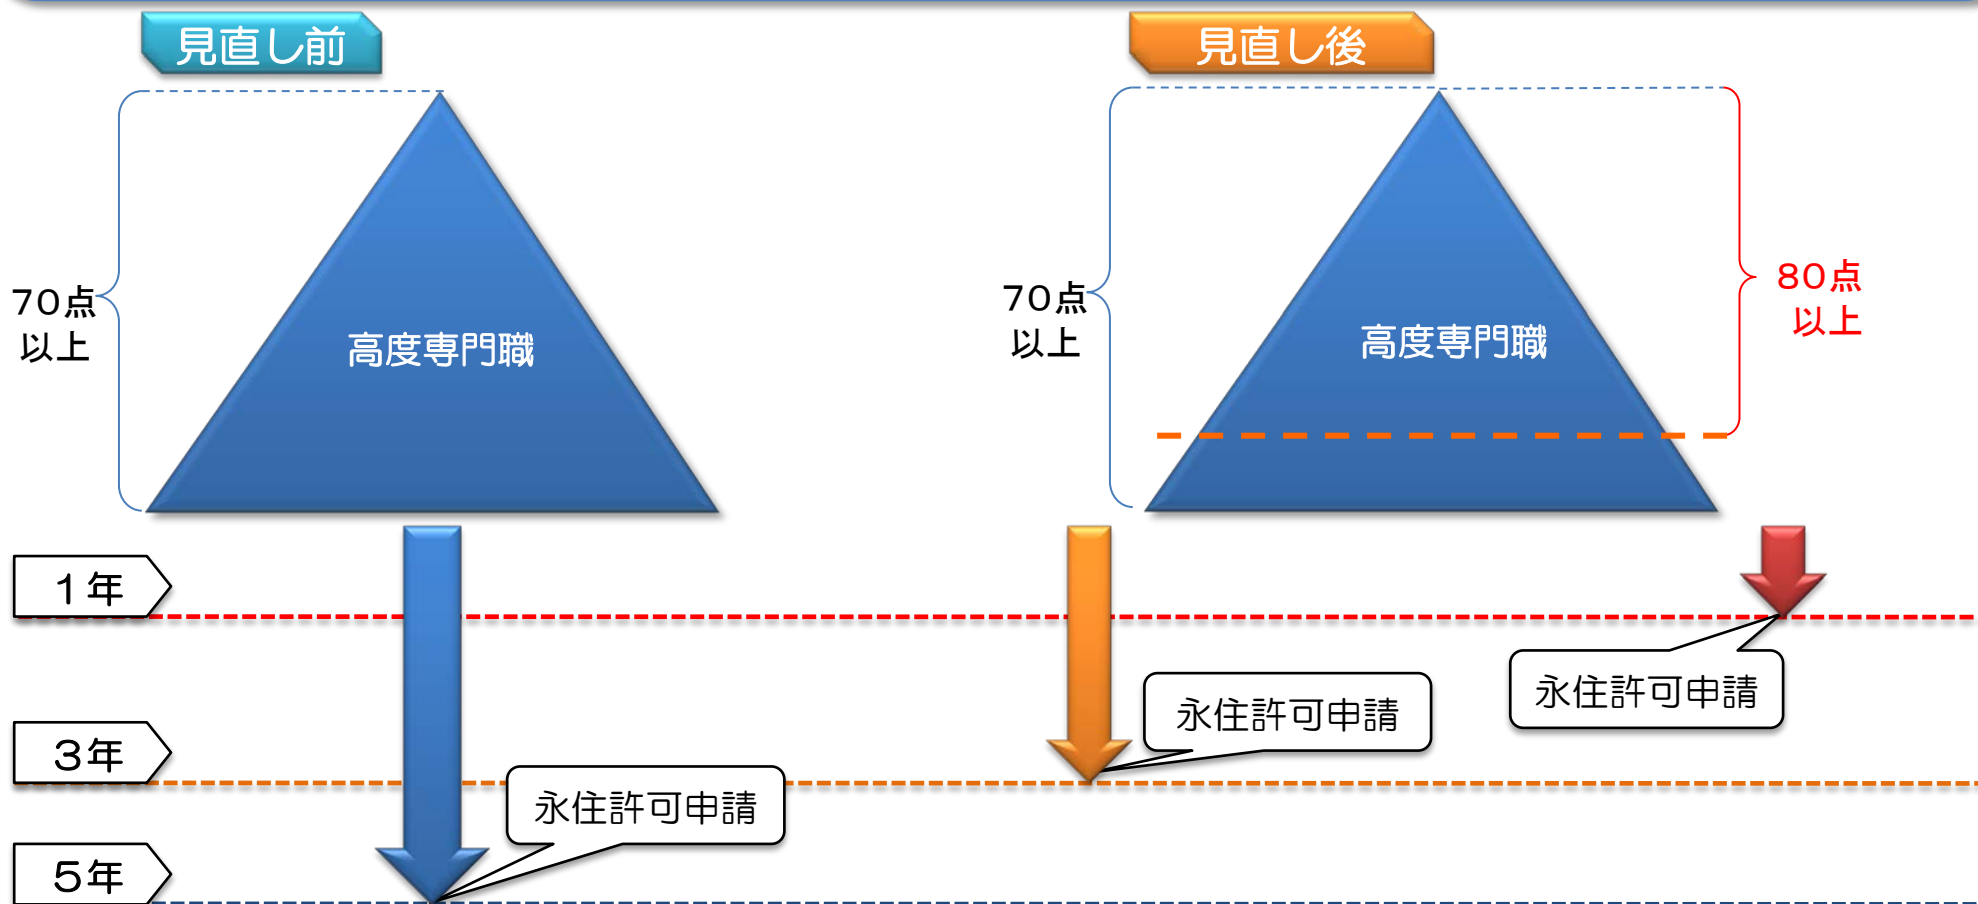 見直し前
見直し後
70点
以上
高度専門職
70点
以上
高度専門職
80点
以上
1年
永住許可申請
永住許可申請
3年
永住許可申請
5年